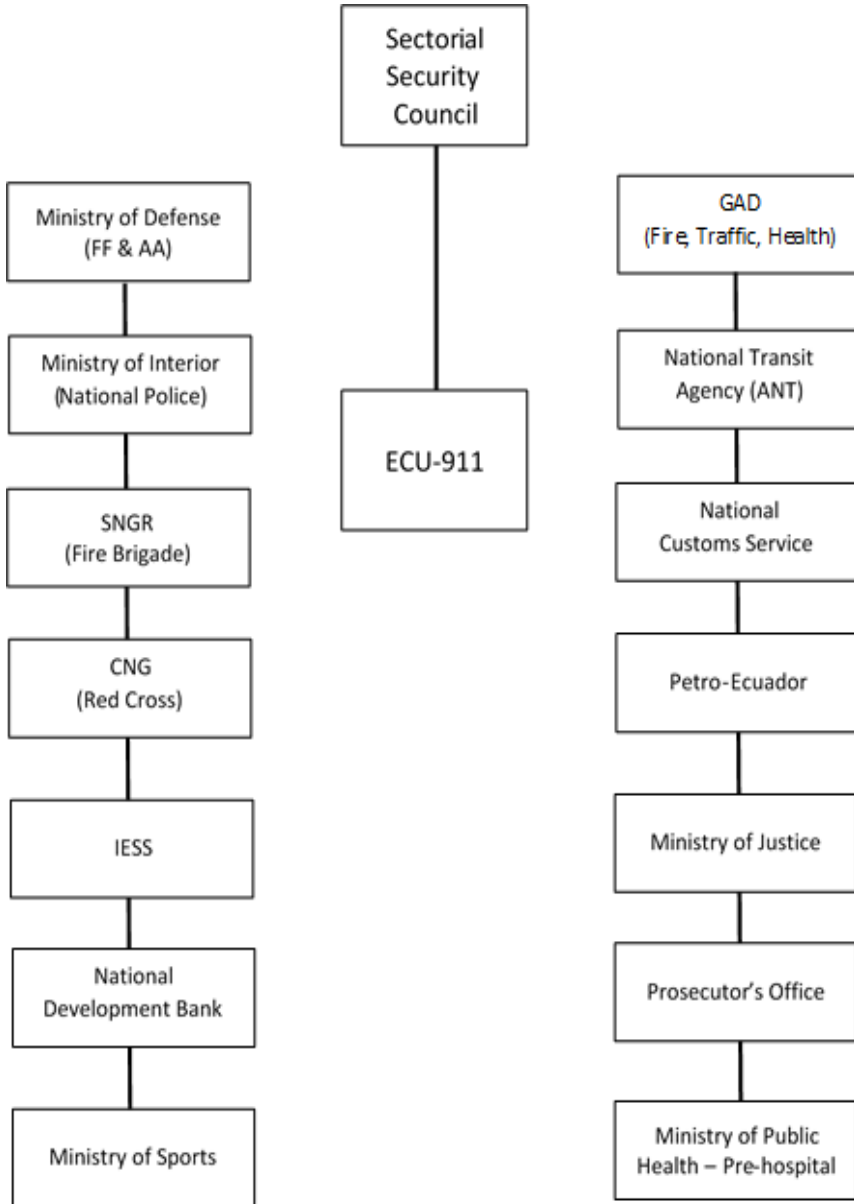 Sectorial
Security
Council
Ministry of Defense
(FF & AA)
Ministry of Interior
(National Police)
SNGR
(Fire Brigade)
CNG
(Red Cross)
IESS
National
Development Bank
Ministry of Sports
ECU-911
GAD
(Fire, Traffic, Health)
National Transit
Agency (ANT)
National
Customs Service
Petro-Ecuador
Ministry of Justice
Prosecutor’s Office
Ministry of Public
Health – Pre-hospital